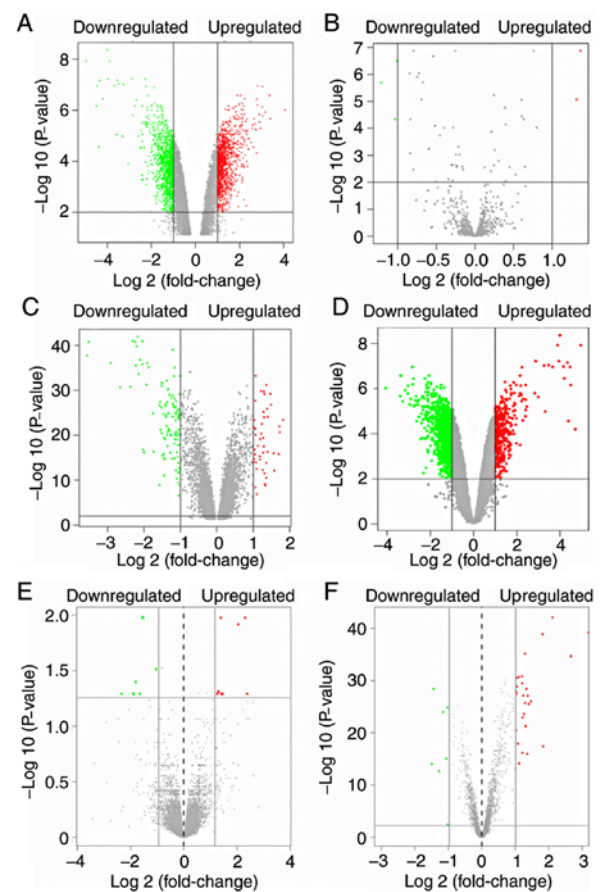 A
Downregulated Upregulated
−Log 10 (P-value)
8
6
4
2
−4 −2 0 2 4
Log 2 (fold-change)
B
Downregulated Upregulated
−Log 10 (P-value)
7
6
5
4
3
2
1
0
−1.0 −0.5 0.0 0.5 1.0
Log 2 (fold-change)
C
Downregulated Upregulated
−Log 10 (P-value)
40
30
20
10
0
−3 −2 −1 0 1 2
Log 2 (fold-change)
D
Downregulated Upregulated
−Log 10 (P-value)
8
6
4
2
0
−4 −2 0 2 4
Log 2 (fold-change)
E
Downregulated Upregulated
−Log 10 (P-value)
2.0
1.5
1.0
0.5
0
−4 −2 0 2 4
Log 2 (fold-change)
F
Downregulated Upregulated
−Log 10 (P-value)
40
30
20
10
0
−3 −2 −1 0 1 2 3
Log 2 (fold-change)